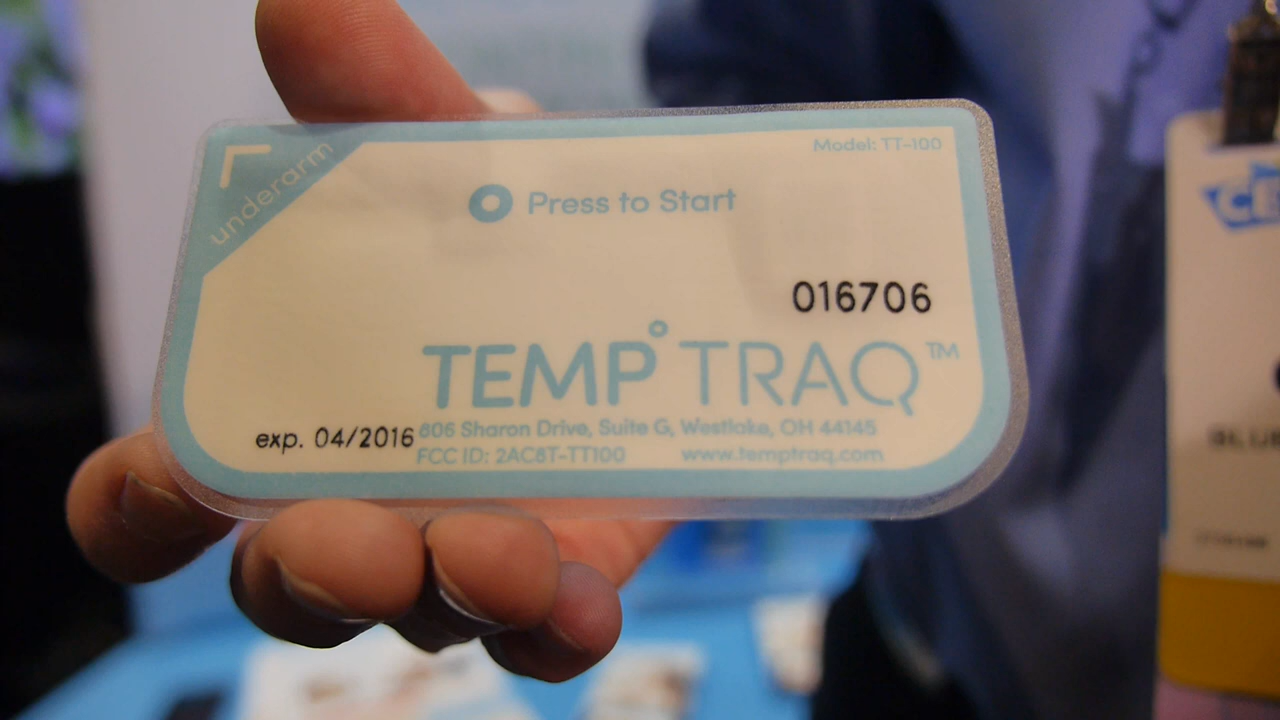 underarm
Model: TT-100
Press to Start
016706
TEMP° TRAQ™
exp. 04/2016
806 Sharon Drive, Suite G, Westlake, OH 44145
FCC ID: 2AC8T-TT100 www.temptraq.com